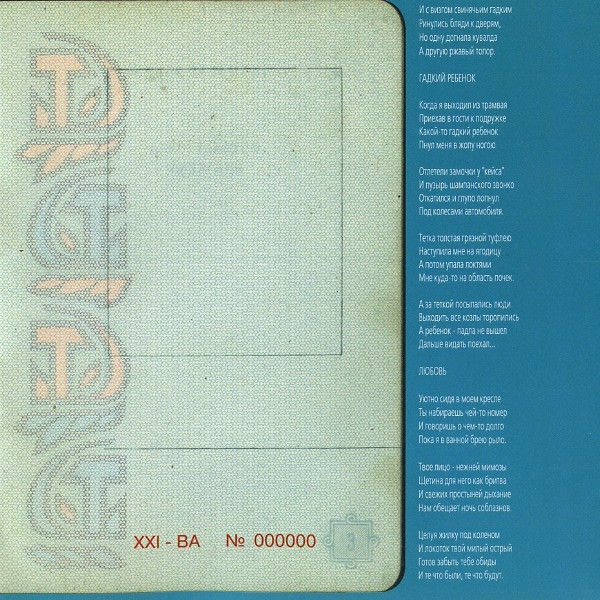 XXI - ВА № 000000
3
И с визгом свинячьим гадким
Ринулись бляди к дверям,
Но одну догнала кувалда
А другую ржавый топор.
ГАДКИЙ РЕБЕНОК
Когда я выходил из трамвая
Приехав в гости к подружке
Какой-то гадкий ребенок
Пнул меня в жопу ногою
Отлетели замочки у "кейса"
И пузырь шампанского звонко
Откатился и глупо лопнул
Под колесами автомобиля.
Тетка толстая грязной туфлею
Наступила мне на ягодицу
А потом упала локтями
Мне куда-то на область почек.
А за теткой посыпались люди
Выходить все козлы торопились
А ребенок - падла не вышел
Дальше видать поехал...
ЛЮБОВЬ
Уютно сидя в моем кресле
Ты набираешь чей-то номер
И говоришь о чем-то долго
Пока я в ванной брею рыло.
Твое лицо - нежней мимозы
Щетина для него как бритва
И свежих простыней дыхание
Нам обещает ночь соблазнов.
Целуя жилку под коленом
И локоток твой милый острый
Готов забыть тебе обиды
И те что были, те что будут.